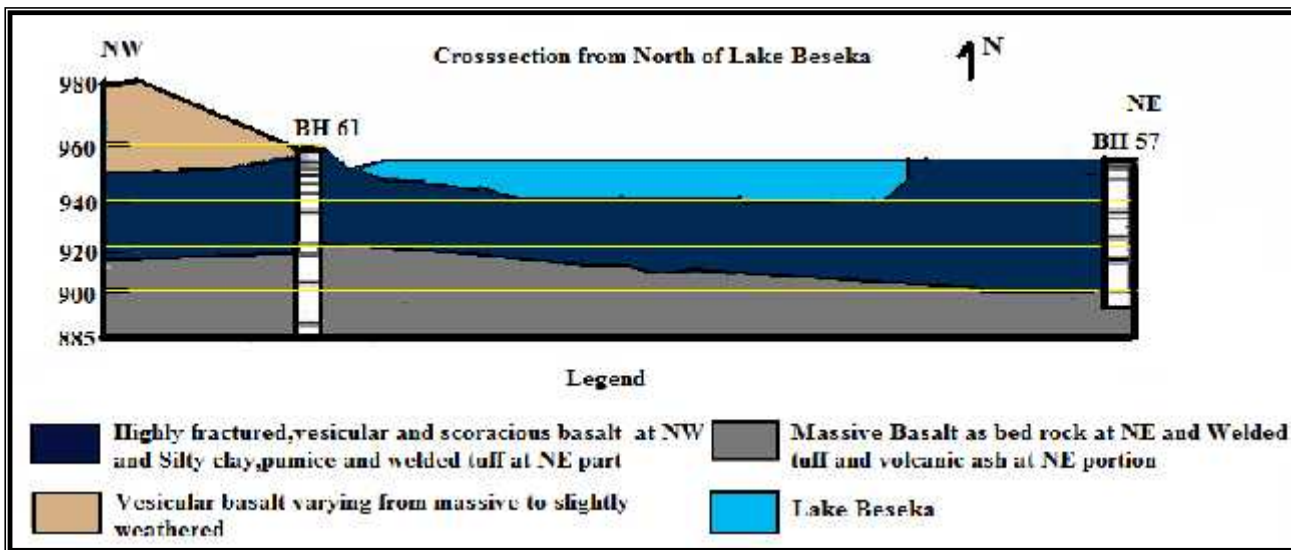 NW
Crosssection from North of Lake Beseka
N
980
NE
BH 61
BH 57
960
940
920
900
885
Legend
Highly fractured,vesicular and scoracious basalt at NW
and Silty clay,pumice and welded tuff at NE part
Massive Basalt as bed rock at NE and Welded
tuff and volcanic ash at NE portion
Vesicular basalt varying from massive to slightly
weathered
Lake Beseka